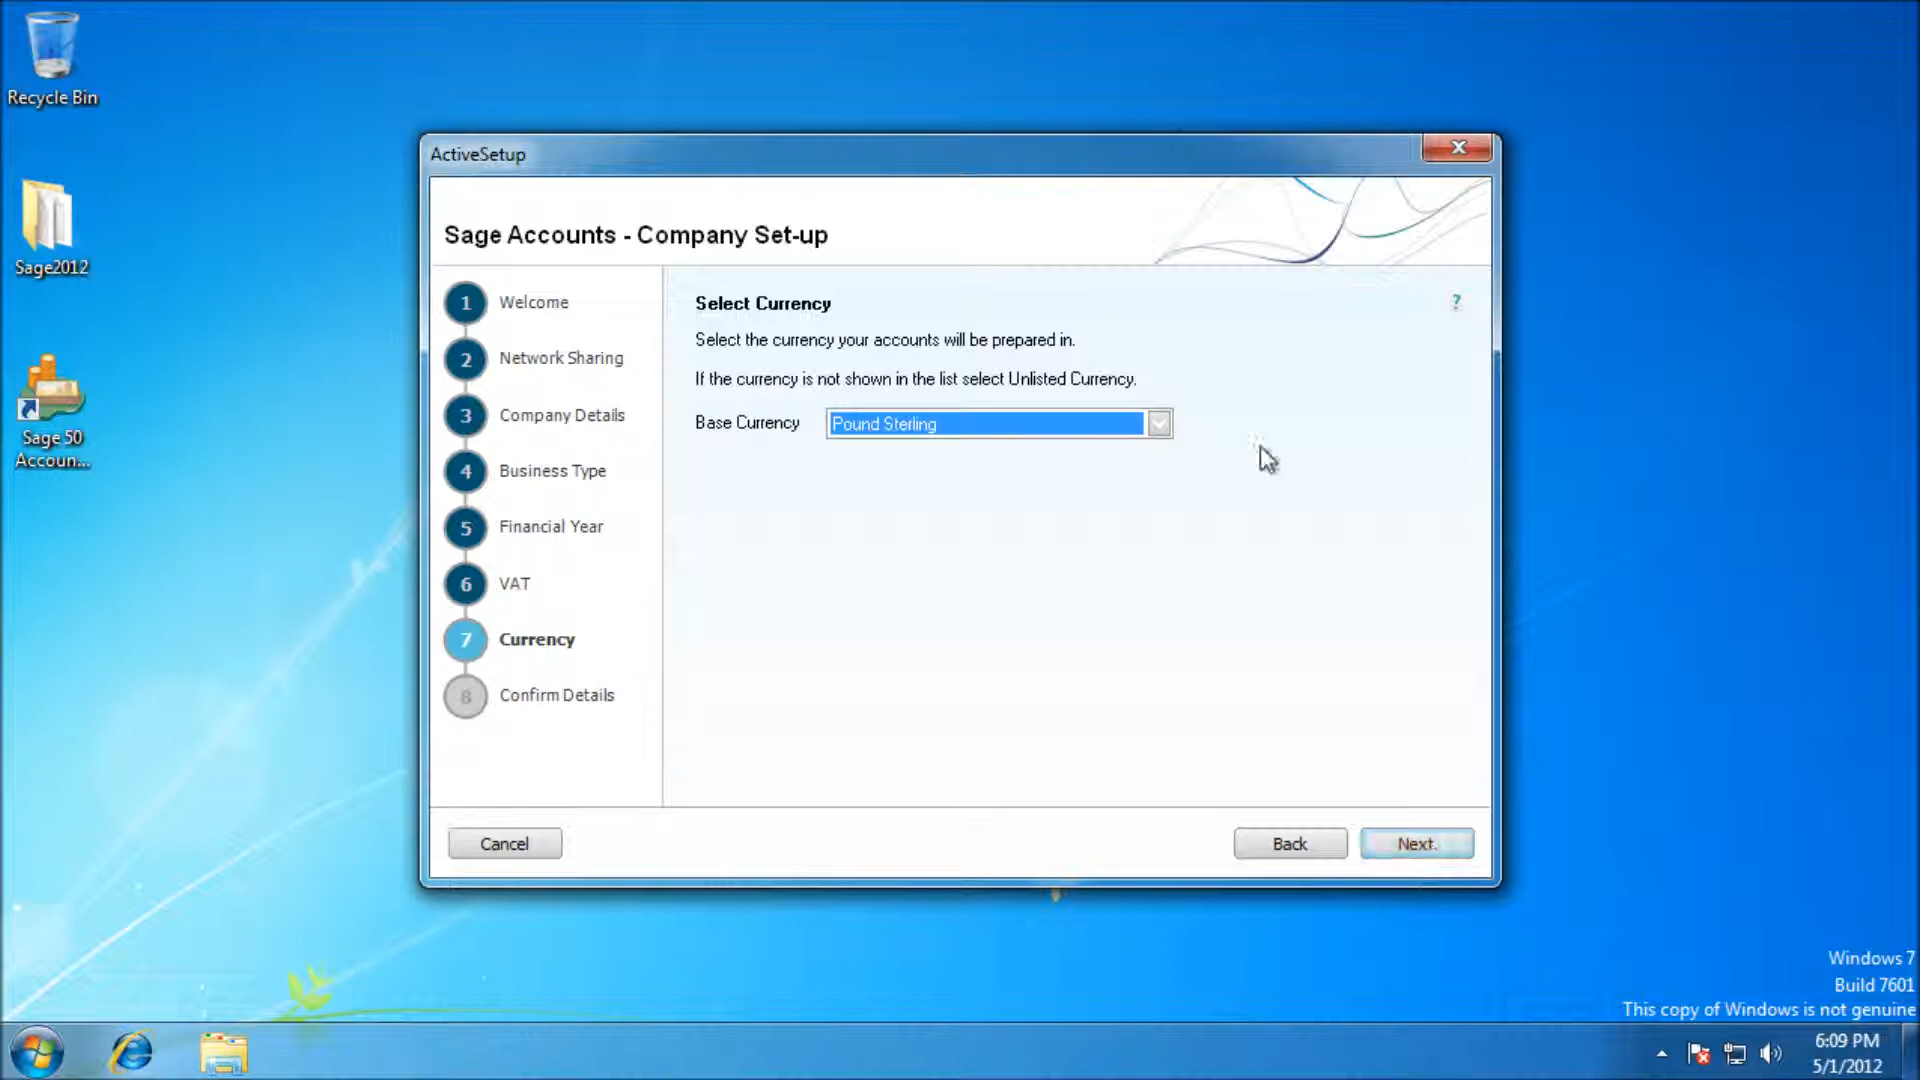 Recycle Bin
Sage2012
Sage 50
Accoun...
ActiveSetup
Sage Accounts - Company Set-up
1 Welcome
2 Network Sharing
3 Company Details
4 Business Type
5 Financial Year
6 VAT
7 Currency
8 Confirm Details
Select Currency
?
Select the currency your accounts will be prepared in.
If the currency is not shown in the list select Unlisted Currency.
Base Currency Pound Sterling
Cancel
Back
Next.
Windows 7
Build 7601
This copy of Windows is not genuine
6:09 PM
5/1/2012